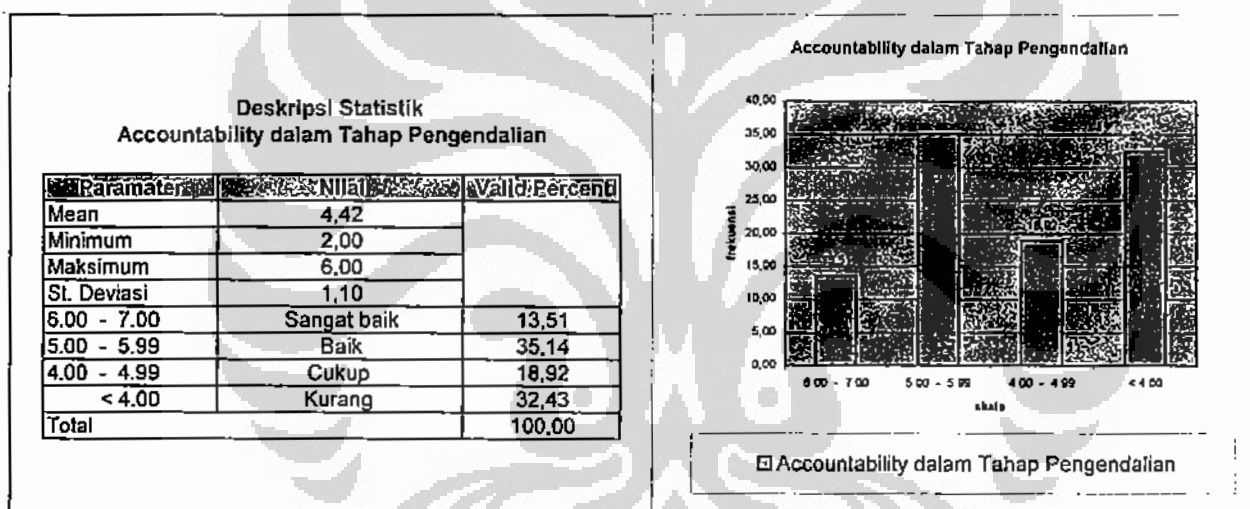 Deskripsi Statistik
Accountability dalam Tahap Pengendalian
Paramater Nilai Valid Percent
Mean 4,42
Minimum 2,00
Maksimum 6,00
St. Deviasi 1,10
6.00 - 7.00 Sangat baik 13,51
5.00 - 5.99 Baik 35,14
4.00 - 4.99 Cukup 18,92
< 4.00 Kurang 32,43
Total 100,00
Accountability dalam Tahap Pengendalian
40,00
35,00
30,00
25,00
20,00
15,00
10,00
5,00
0,00
frekuensi
6 00 - 7 00 5 00 - 5 99 4 00 - 4 99 < 4 00
skala
Accountability dalam Tahap Pengendalian